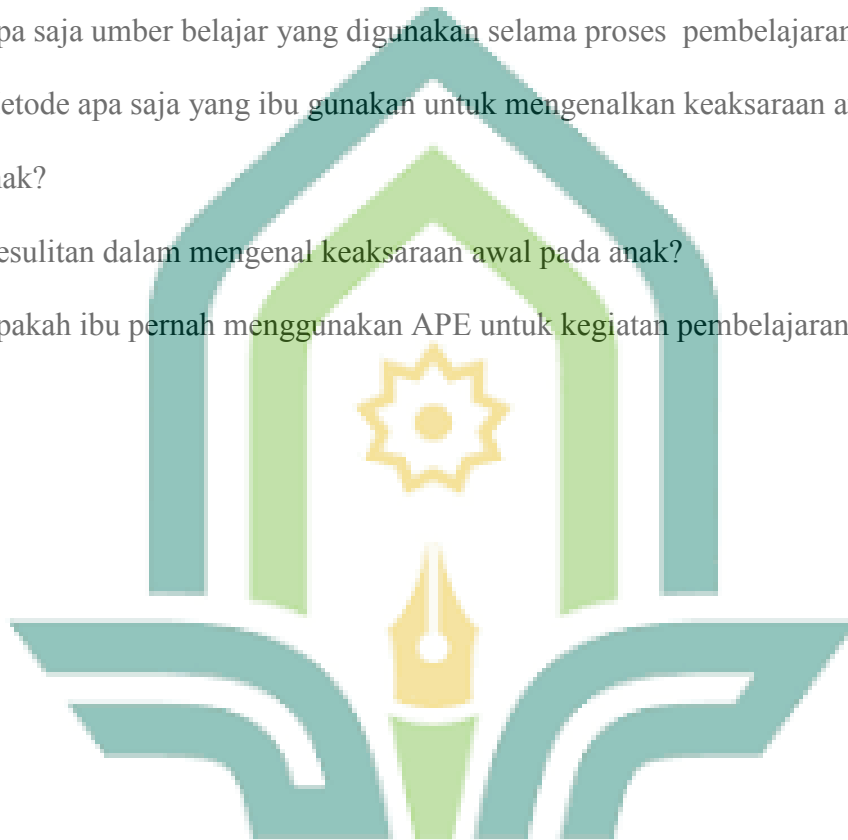 pa saja umber belajar yang digunakan selama proses pembelajaran
etode apa saja yang ibu gunakan untuk mengenalkan keaksaraan a
nak?
esulitan dalam mengenal keaksaraan awal pada anak?
pakah ibu pernah menggunakan APE untuk kegiatan pembelajaran